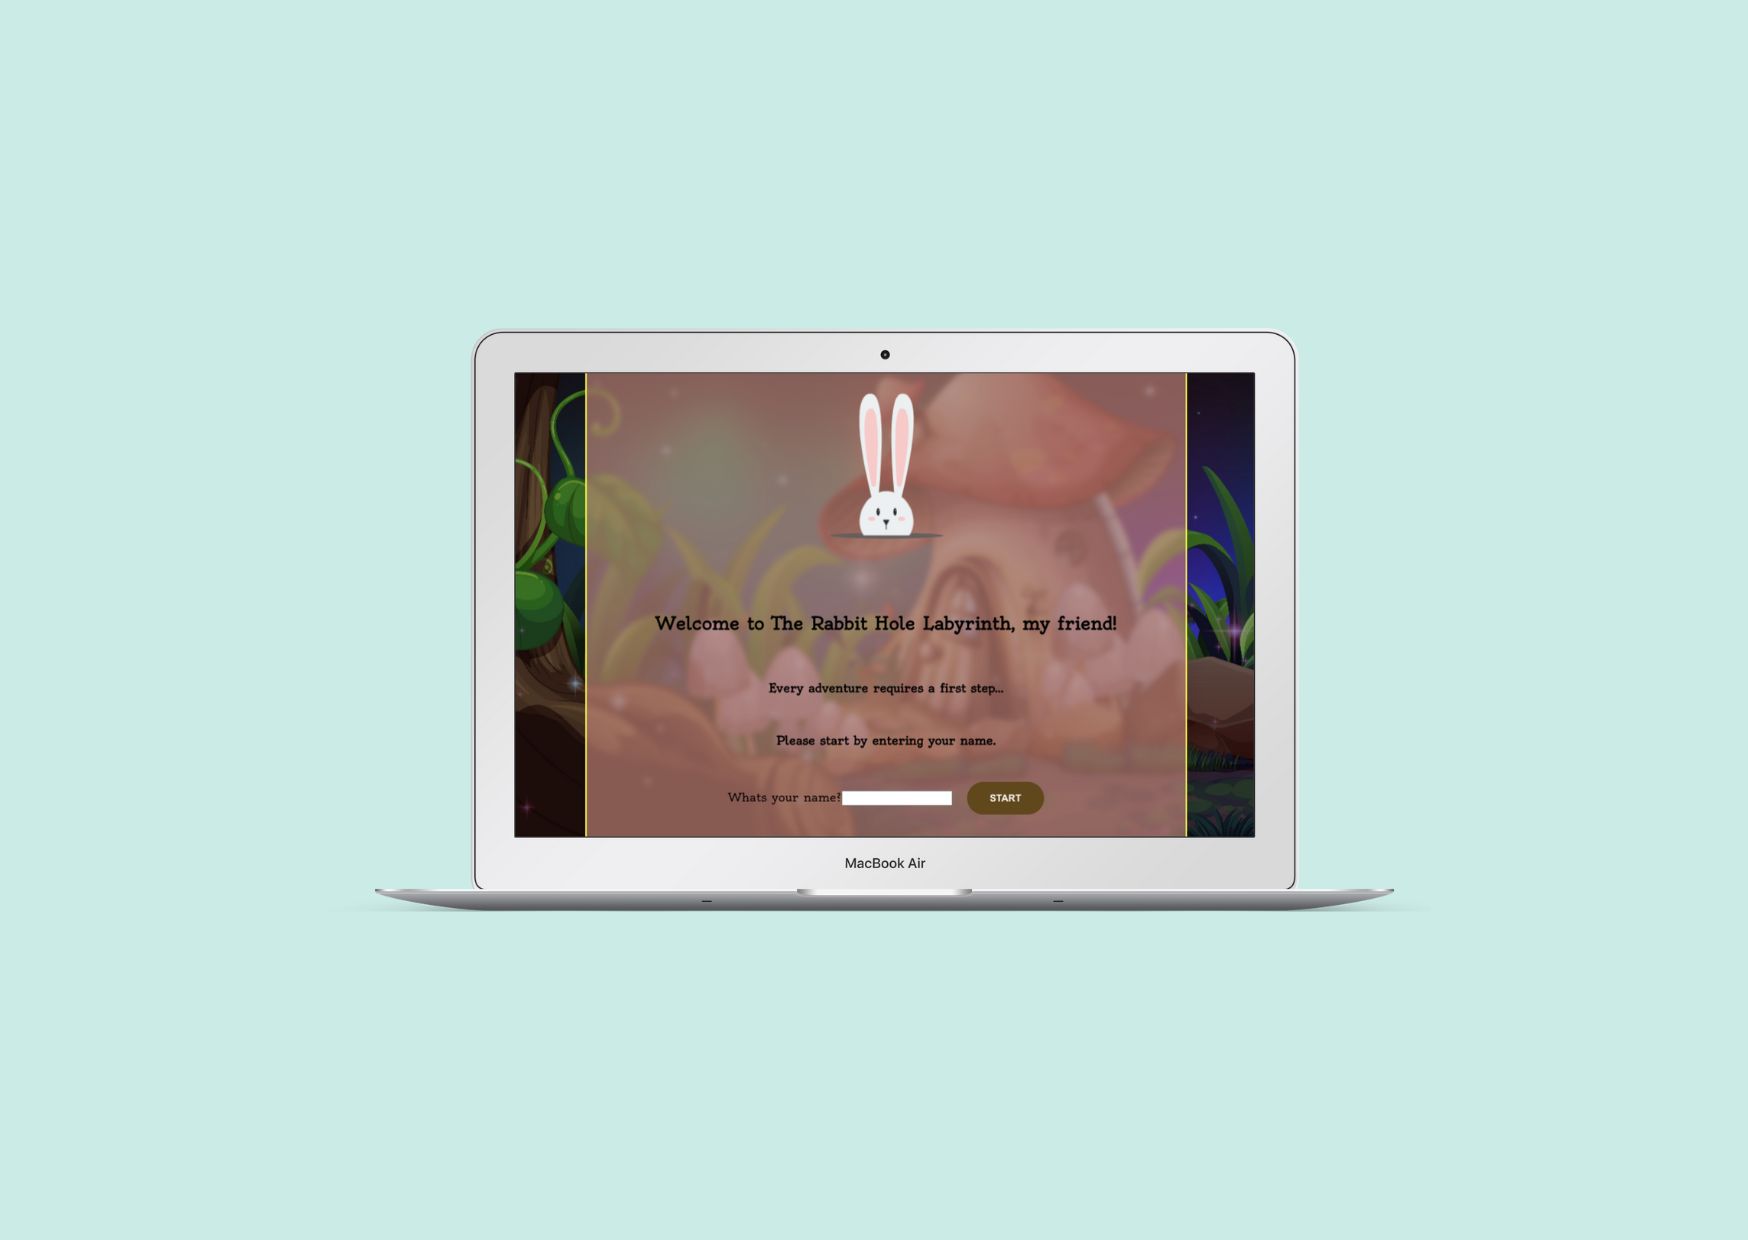 Welcome to The Rabbit Hole Labyrinth, my friend!
Every adventure requires a first step...
Please start by entering your name.
Whats your name? START
MacBook Air